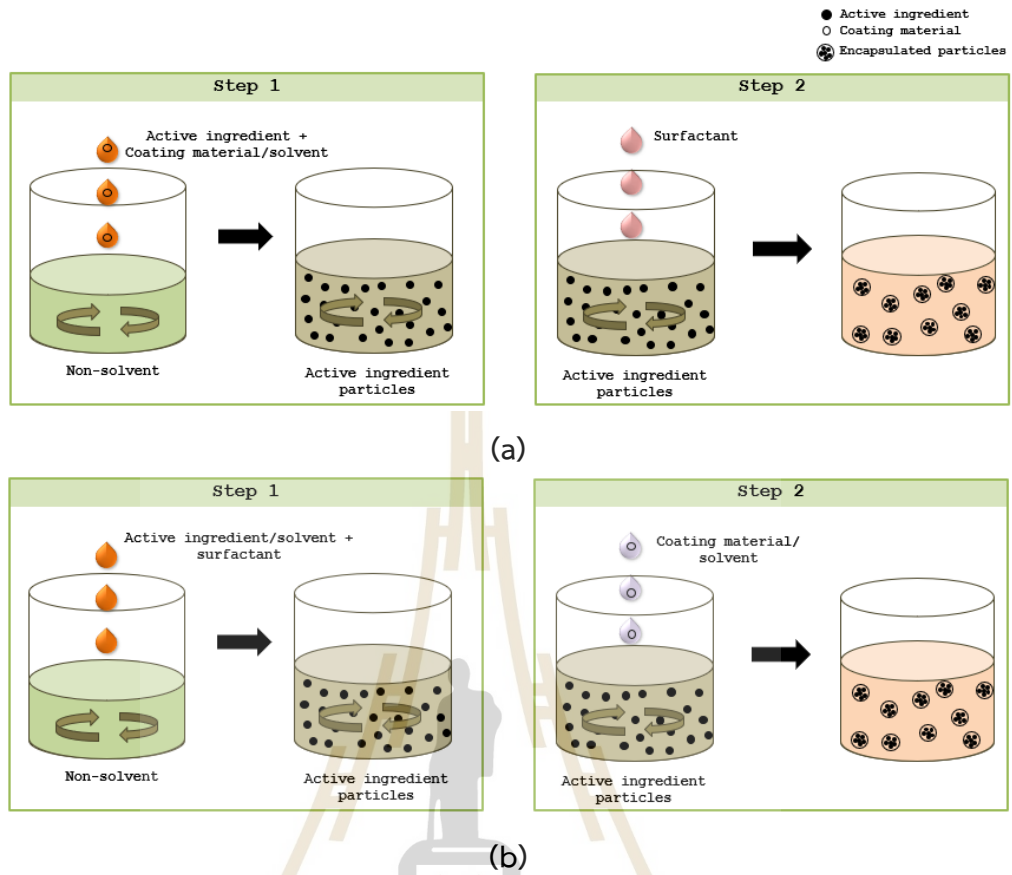 Active ingredient
Coating material
Encapsulated particles
Step 1
Active ingredient +
Coating material/solvent
Non-solvent
Active ingredient
particles
Step 2
Surfactant
Active ingredient
particles
(a)
Step 1
Active ingredient/solvent +
surfactant
Non-solvent
Active ingredient
particles
Step 2
Coating material/
solvent
Active ingredient
particles
(b)